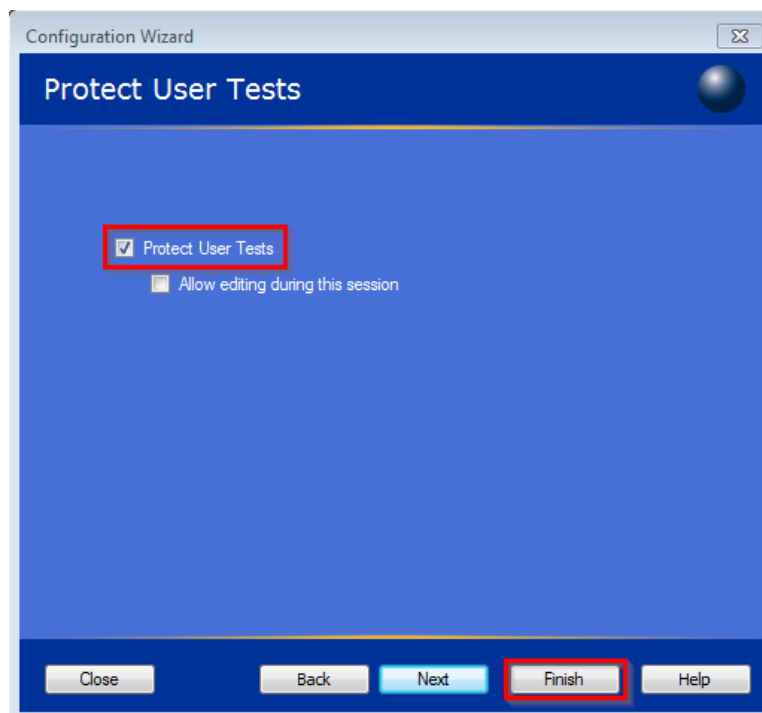 Configuration Wizard
Protect User Tests
Protect User Tests
Allow editing during this session
Close Back Next Finish Help